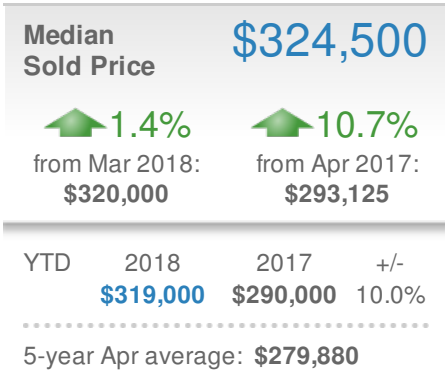 Median
Sold Price
$324,500
1.4%
from Mar 2018:
$320,000
10.7%
from Apr 2017:
$293,125
YTD 2018 2017 +/-
$319,000 $290,000 10.0%
5-year Apr average: $279,880